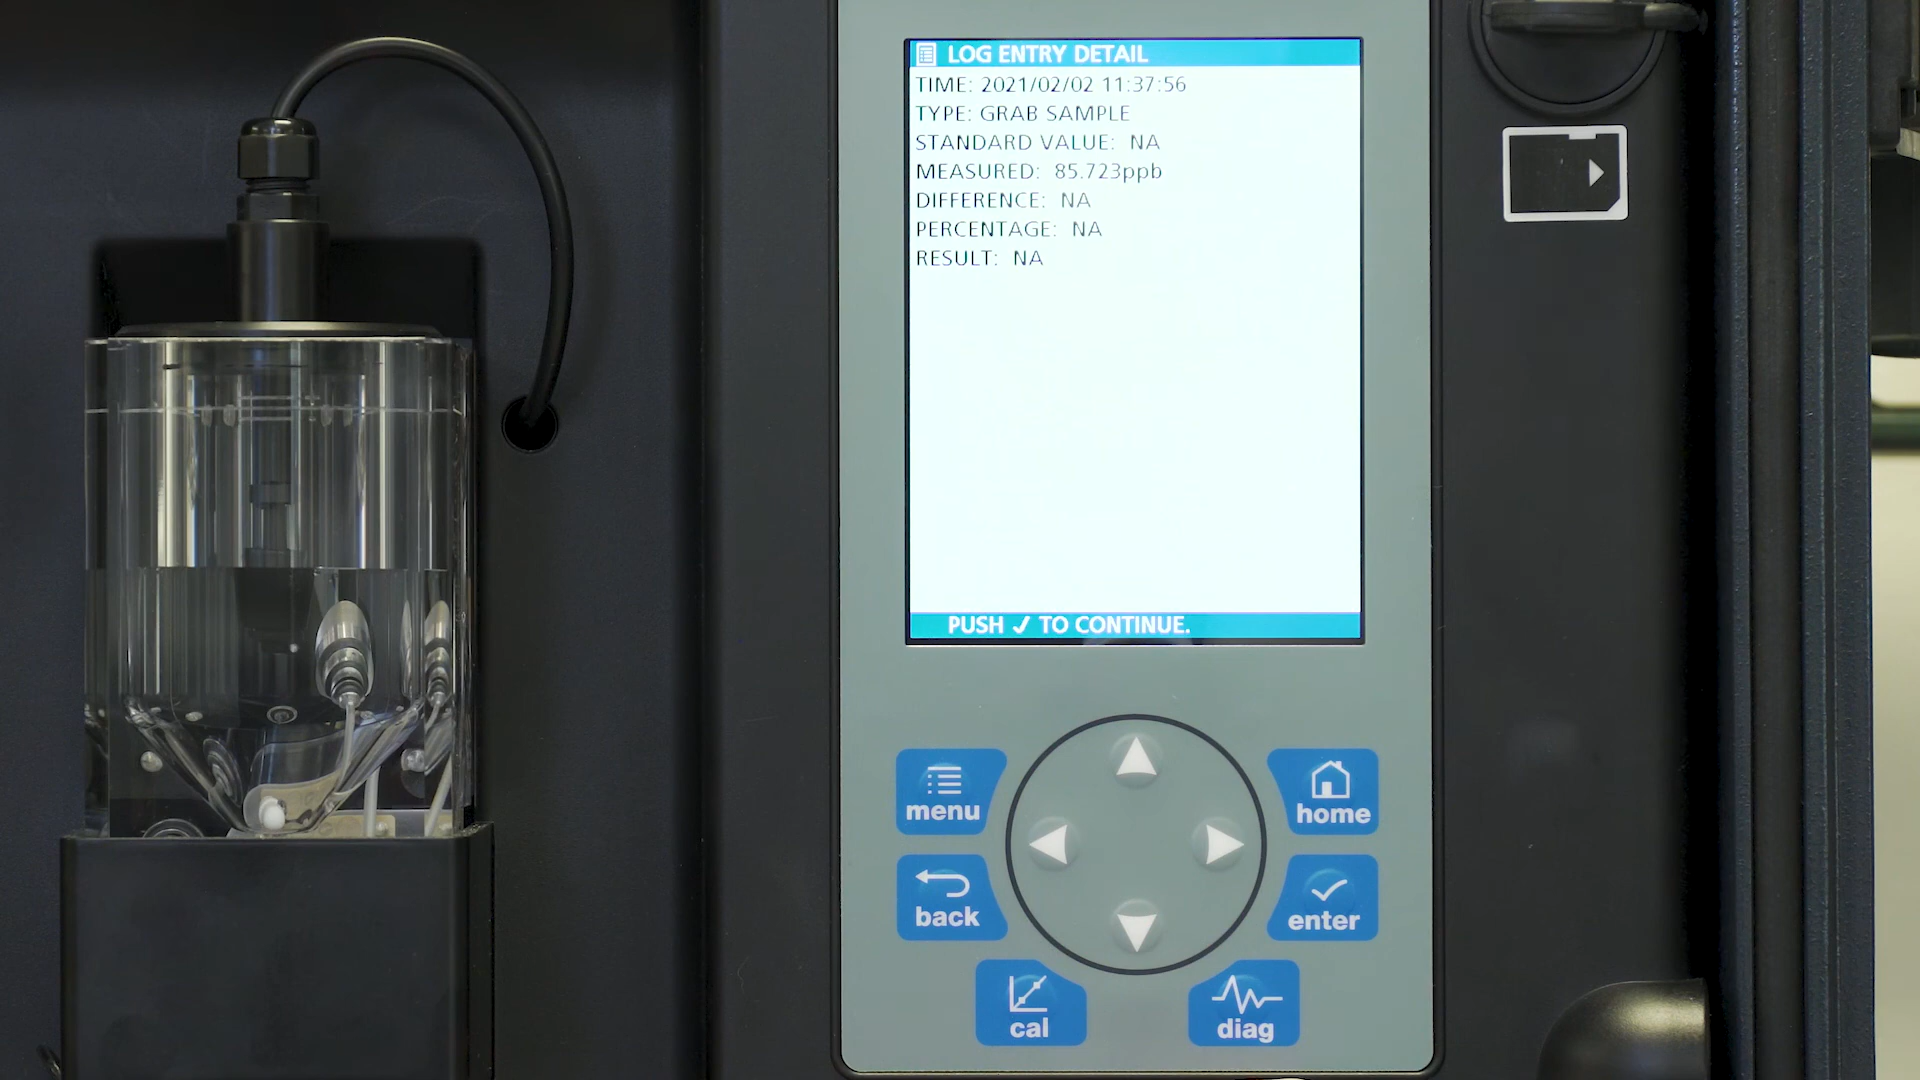 LOG ENTRY DETAIL
TIME: 2021/02/02 11:37:56
TYPE: GRAB SAMPLE
STANDARD VALUE: NA
MEASURED: 85.723ppb
DIFFERENCE: NA
PERCENTAGE: NA
RESULT: NA
PUSH ✓ TO CONTINUE.
menu
home
back
enter
cal
diag